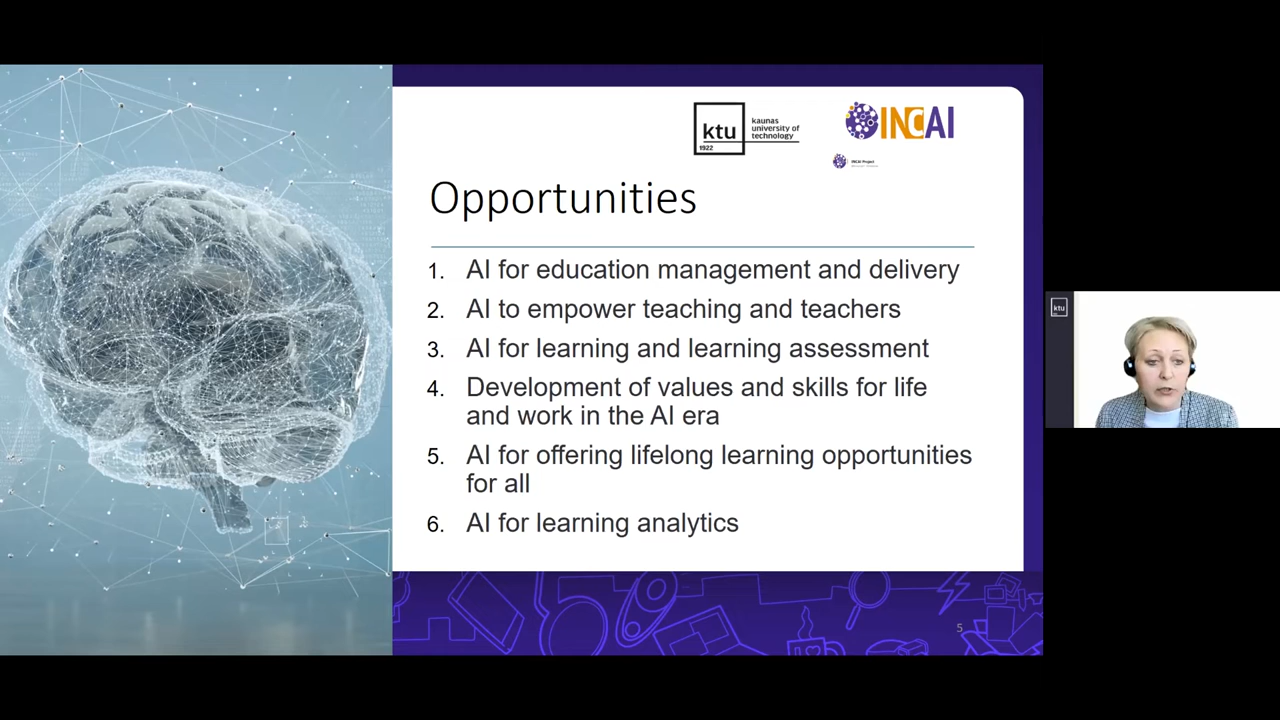 ktu
1922
kaunas
university of
technology
INCAI
INCAI Project
Opportunities
1. AI for education management and delivery
2. AI to empower teaching and teachers
3. AI for learning and learning assessment
4. Development of values and skills for life
and work in the AI era
5. AI for offering lifelong learning opportunities
for all
6. AI for learning analytics
5
ktu